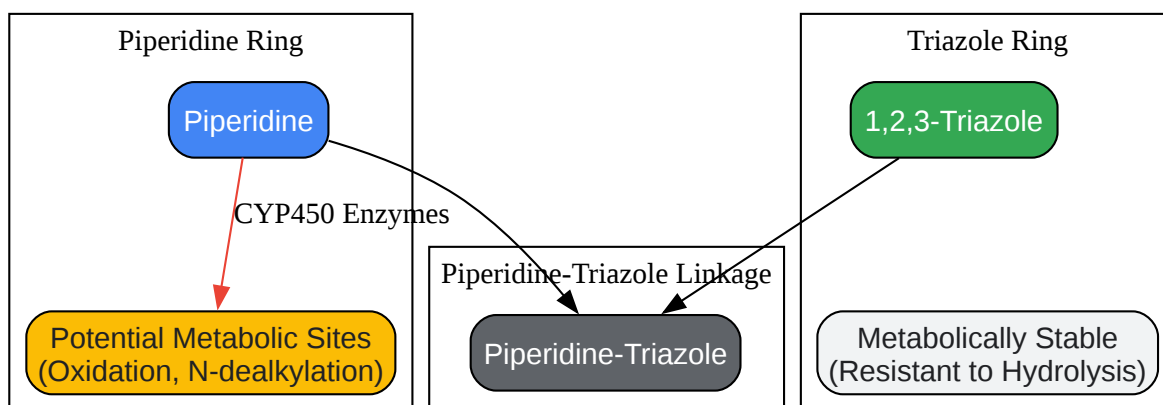 Piperidine Ring
Piperidine
CYP450 Enzymes
Potential Metabolic Sites
(Oxidation, N-dealkylation)
Piperidine-Triazole Linkage
Piperidine-Triazole
Triazole Ring
1,2,3-Triazole
Metabolically Stable
(Resistant to Hydrolysis)